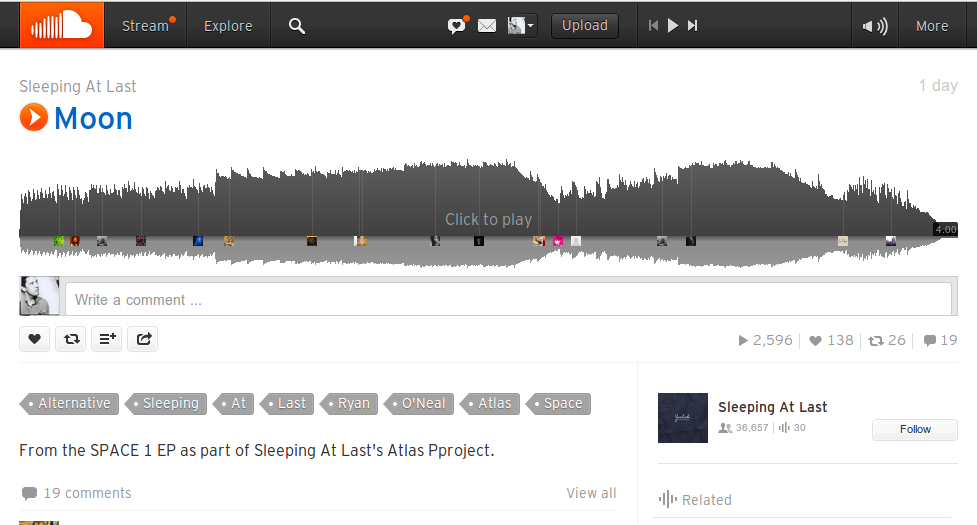 Stream Explore Upload More
Sleeping At Last 1 day
Moon
Click to play
4.00
Write a comment ...
2,596 138 26 19
Alternative Sleeping At Last Ryan O'Neal Atlas Space
Sleeping At Last
36,657 30
Follow
From the SPACE 1 EP as part of Sleeping At Last's Atlas Pproject.
19 comments View all
Related